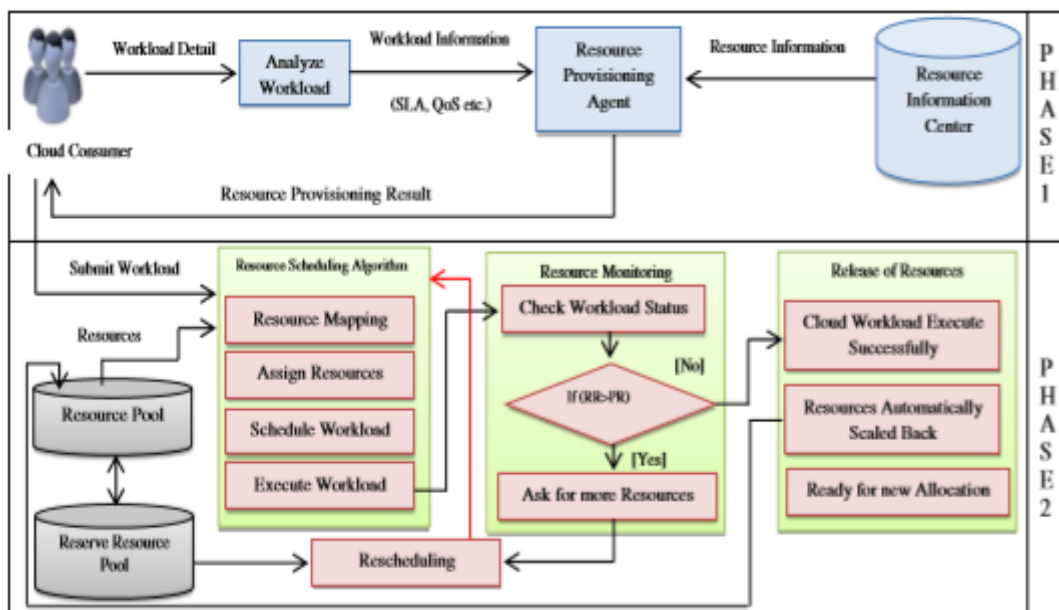 Workload Detail
Analyze
Workload
Workload Information
(SLA, QoS etc.)
Resource
Provisioning
Agent
Resource Information
Resource
Information
Center
Cloud Consumer
Resource Provisioning Result
P
H
A
S
E
1
Submit Workload
Resources
Resource Pool
Reserve Resource
Pool
Resource Scheduling Algorithm
Resource Mapping
Assign Resources
Schedule Workload
Execute Workload
Rescheduling
Resource Monitoring
Check Workload Status
If (RR>PR)
[No]
[Yes]
Ask for more Resources
Release of Resources
Cloud Workload Execute
Successfully
Resources Automatically
Scaled Back
Ready for new Allocation
P
H
A
S
E
2